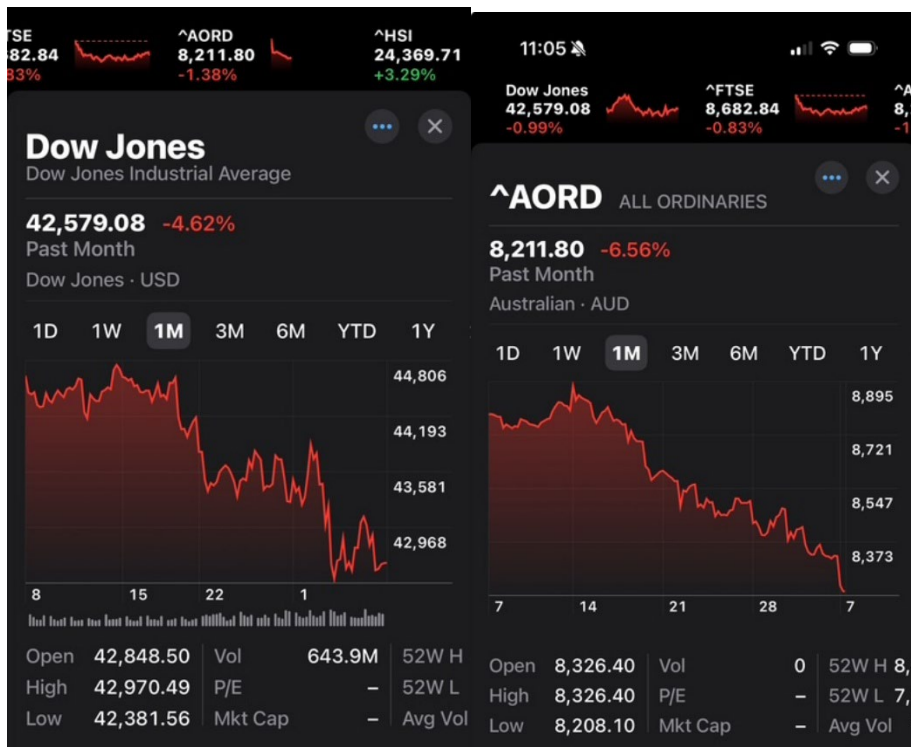 TSE
^AORD
^HSI
82.84
8,211.80
24,369.71
83%
-1.38%
+3.29%
Dow Jones
Dow Jones Industrial Average
42,579.08 -4.62%
Past Month
Dow Jones · USD
1D 1W 1M 3M 6M YTD 1Y
44,806
44,193
43,581
42,968
8 15 22 1
Open 42,848.50 Vol 643.9M 52W H
High 42,970.49 P/E – 52W L
Low 42,381.56 Mkt Cap – Avg Vol
11:05
Dow Jones ^FTSE ^A
42,579.08 8,682.84 8,
-0.99% -0.83% -1
^AORD ALL ORDINARIES
8,211.80 -6.56%
Past Month
Australian · AUD
1D 1W 1M 3M 6M YTD 1Y
8,895
8,721
8,547
8,373
7 14 21 28 7
Open 8,326.40 Vol 0 52W H 8,
High 8,326.40 P/E – 52W L 7,
Low 8,208.10 Mkt Cap – Avg Vol